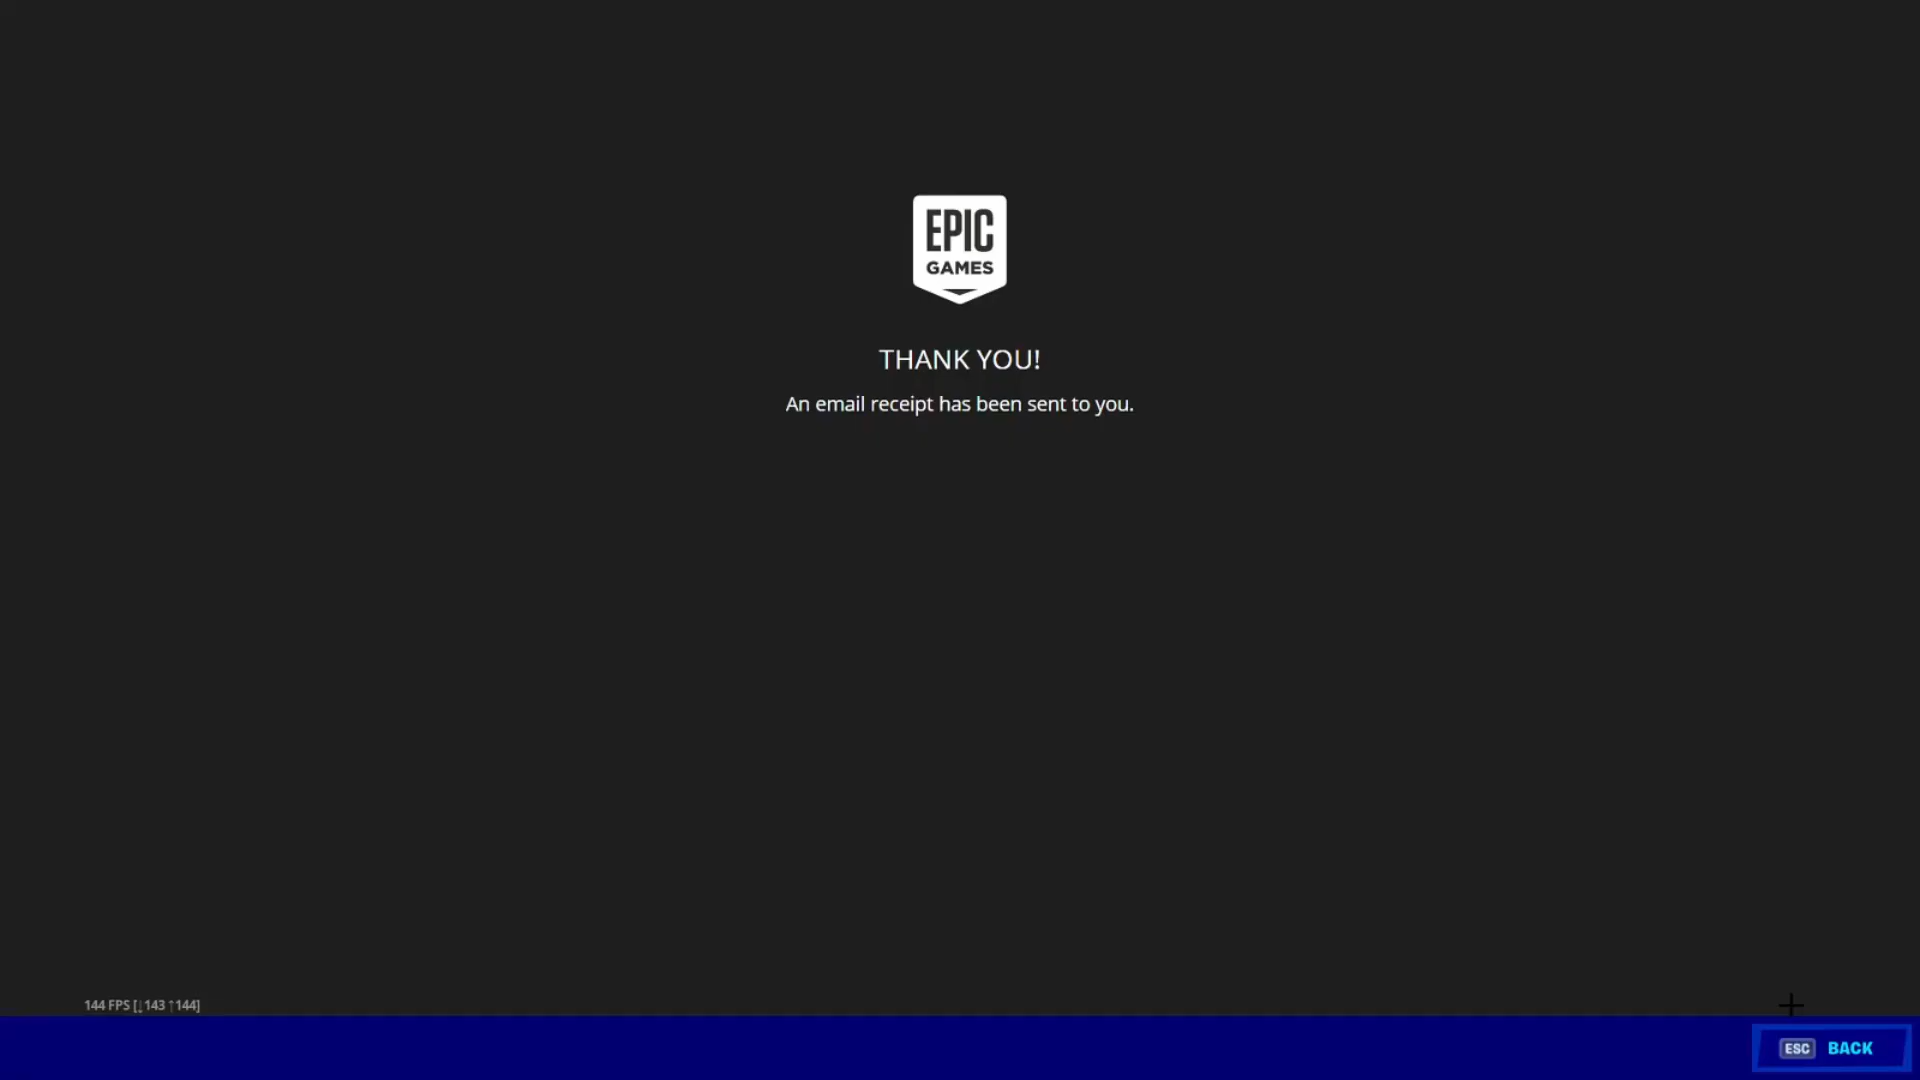 EPIC
GAMES
THANK YOU!
An email receipt has been sent to you.
144 FPS [↓143 ↑144]
ESC BACK